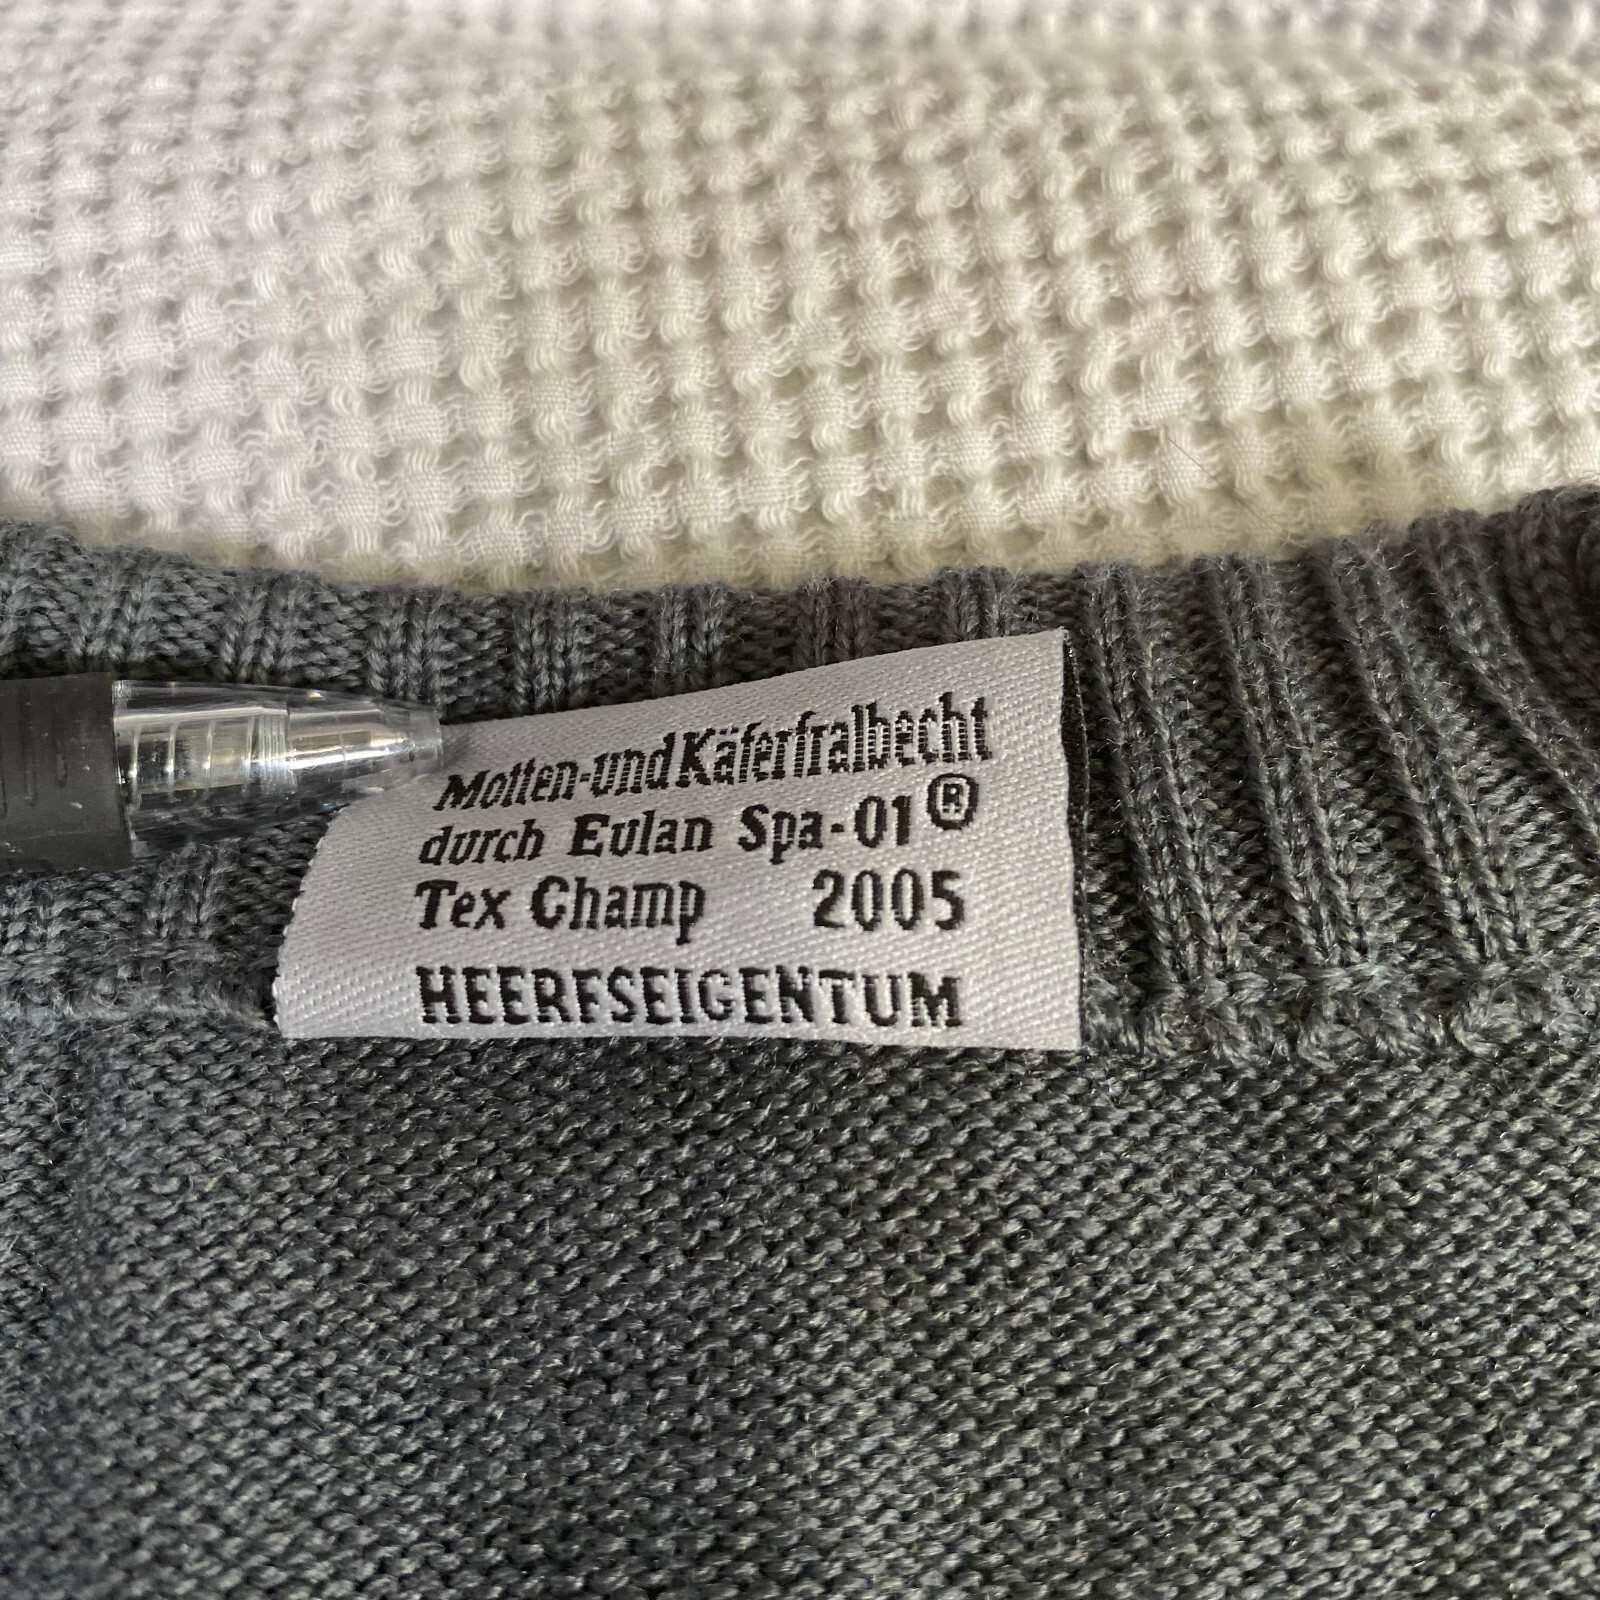 Motten-und Käferfraßecht
durch Eulan Spa-01®
Tex Champ 2005
HEERESEIGENTUM